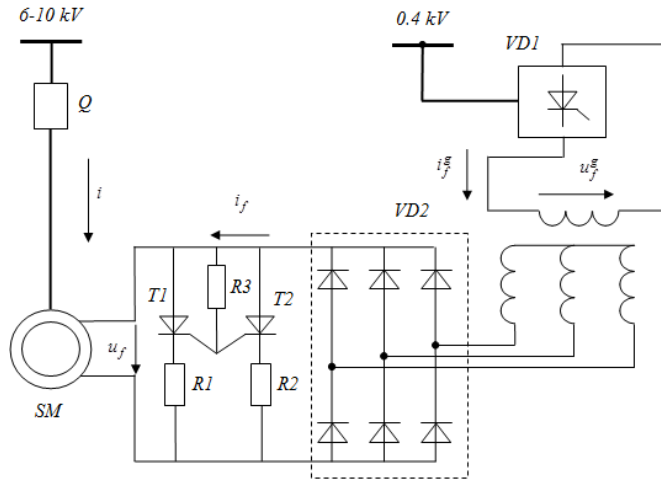 6-10 kV
0.4 kV
VD1
Q
i
i_f^g
u_f^g
i_f
VD2
T1
R3
T2
u_f
R1
R2
SM